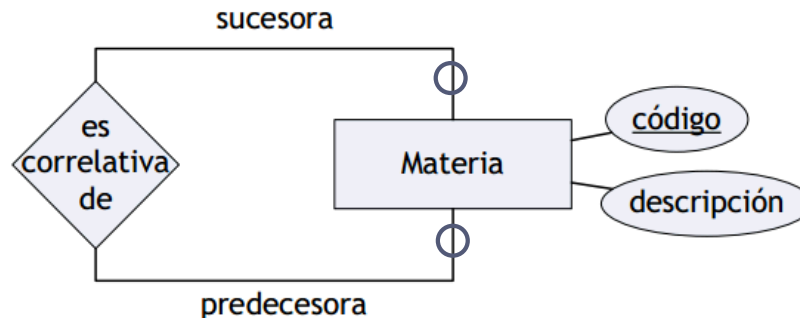 sucesora
es
correlativa
de
Materia
código
descripción
predecesora